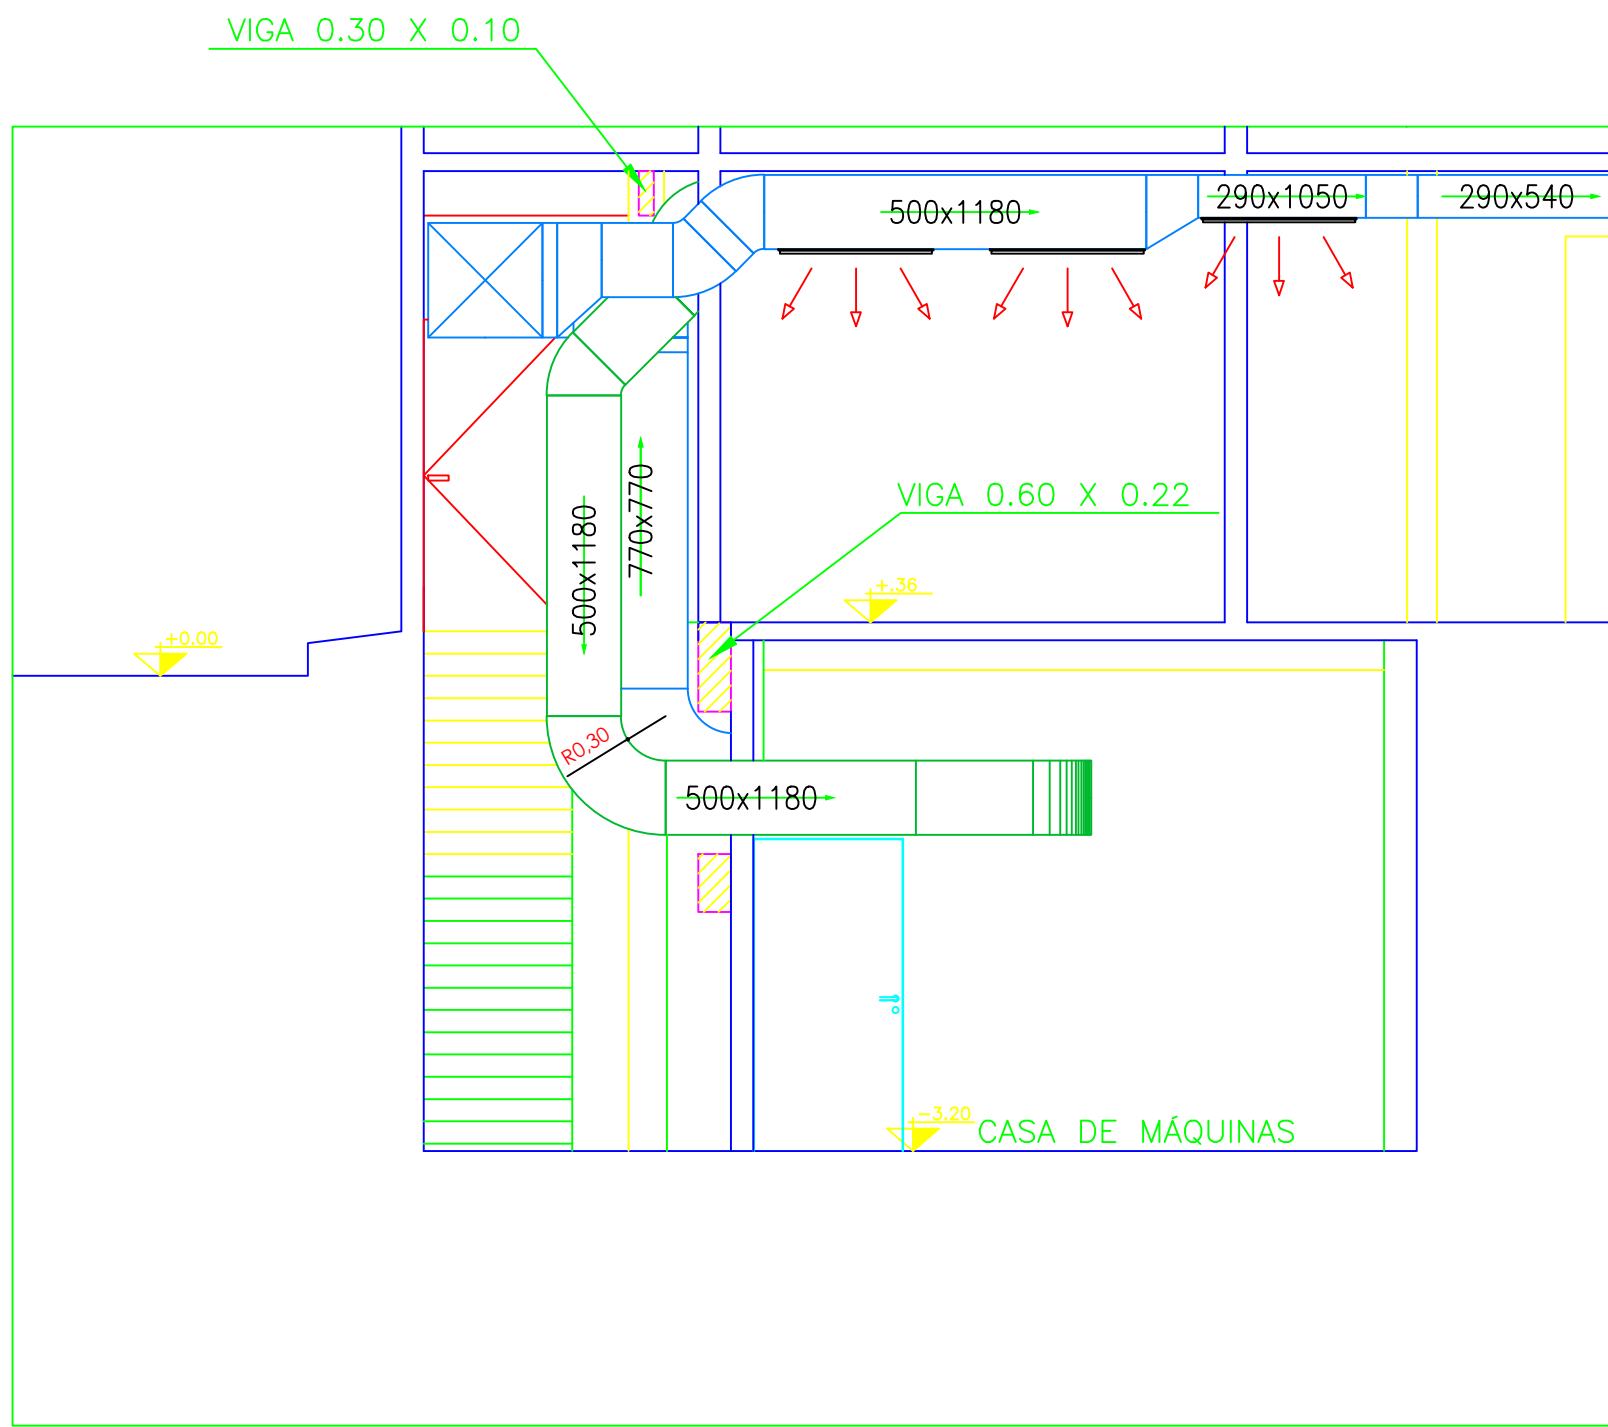 VIGA 0.30 X 0.10
500x1180
290x1050
290x540
500x1180
770x770
VIGA 0.60 X 0.22
+.36
+0.00
R0,30
500x1180
-3.20
CASA DE MÁQUINAS